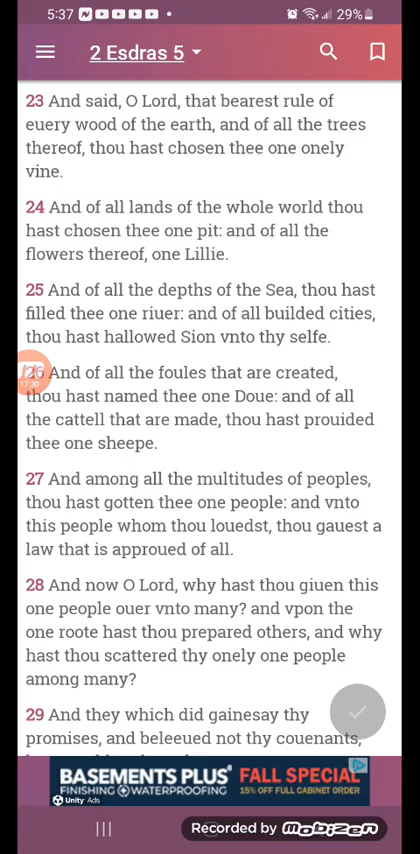 5:37
29%
2 Esdras 5
23 And said, O Lord, that bearest rule of
euery wood of the earth, and of all the trees
thereof, thou hast chosen thee one onely
vine.
24 And of all lands of the whole world thou
hast chosen thee one pit: and of all the
flowers thereof, one Lillie.
25 And of all the depths of the Sea, thou hast
filled thee one riuer: and of all builded cities,
thou hast hallowed Sion vnto thy selfe.
26 And of all the foules that are created,
17:30
thou hast named thee one Doue: and of all
the cattell that are made, thou hast prouided
thee one sheepe.
27 And among all the multitudes of peoples,
thou hast gotten thee one people: and vnto
this people whom thou louedst, thou gauest a
law that is approued of all.
28 And now O Lord, why hast thou giuen this
one people ouer vnto many? and vpon the
one roote hast thou prepared others, and why
hast thou scattered thy onely one people
among many?
29 And they which did gainesay thy
promises, and beleeued not thy couenants,
BASEMENTS PLUS
FALL SPECIAL
FINISHING WATERPROOFING
15% OFF FULL CABINET ORDER
Unity Ads
Recorded by mobizen